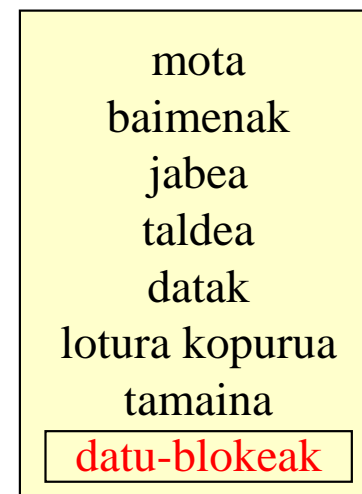 mota
baimenak
jabea
taldea
datak
lotura kopurua
tamaina
datu-blokeak